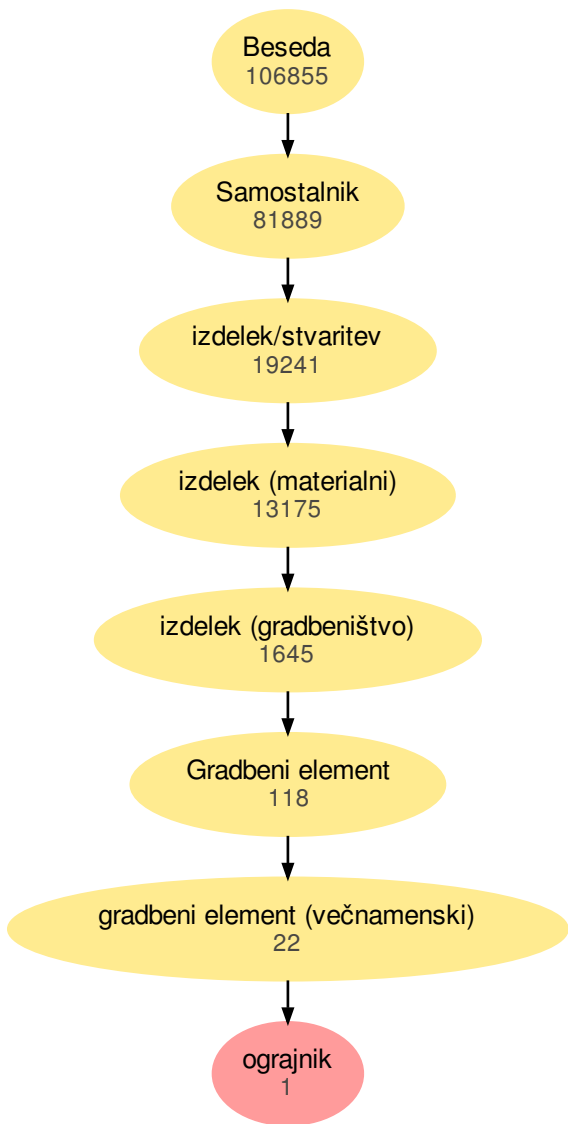 Beseda
106855
Samostalnik
81889
izdelek/stvaritev
19241
izdelek (materialni)
13175
izdelek (gradbeništvo)
1645
Gradbeni element
118
gradbeni element (večnamenski)
22
ograjnik
1